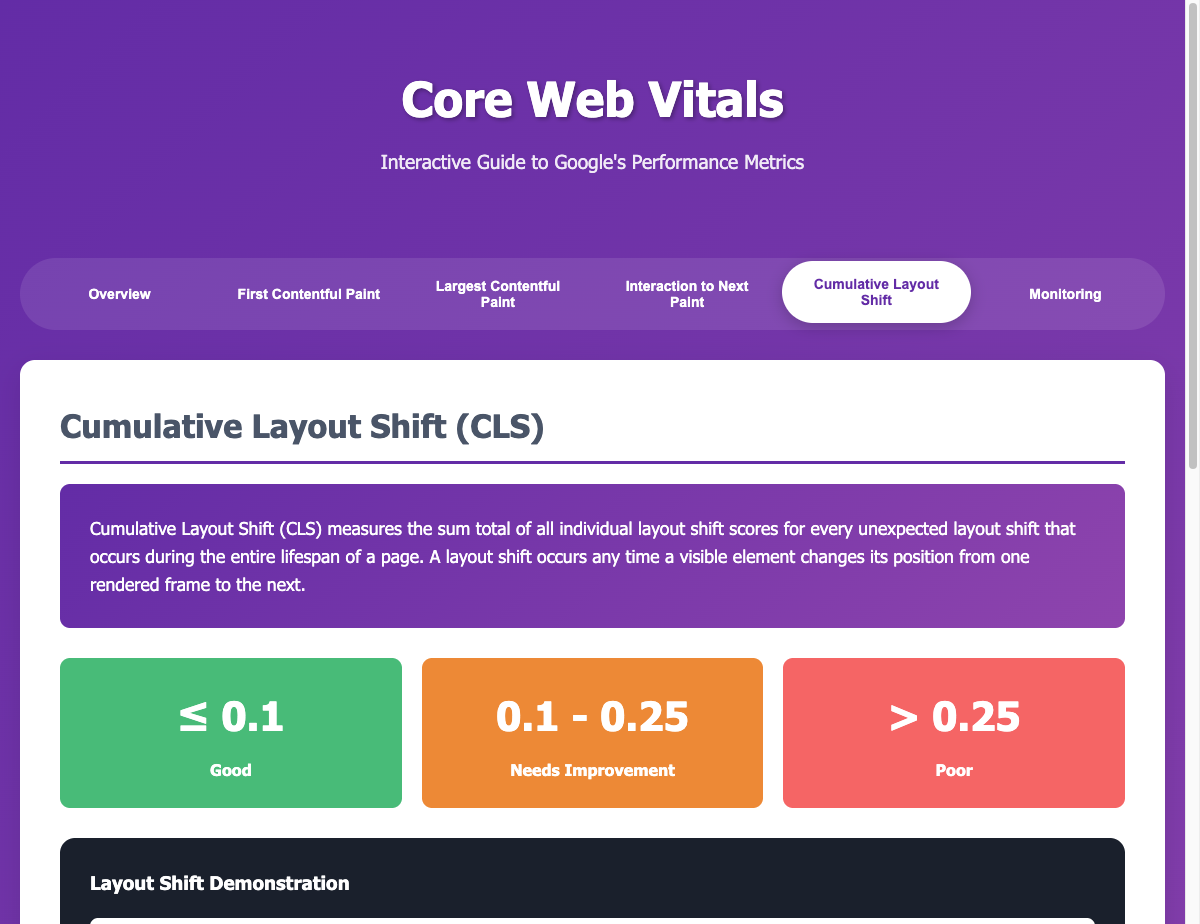 Core Web Vitals
Interactive Guide to Google's Performance Metrics
Overview
First Contentful Paint
Largest Contentful
Paint
Interaction to Next
Paint
Cumulative Layout
Shift
Monitoring
Cumulative Layout Shift (CLS)
Cumulative Layout Shift (CLS) measures the sum total of all individual layout shift scores for every unexpected layout shift that
occurs during the entire lifespan of a page. A layout shift occurs any time a visible element changes its position from one
rendered frame to the next.
≤ 0.1
Good
0.1 - 0.25
Needs Improvement
> 0.25
Poor
Layout Shift Demonstration